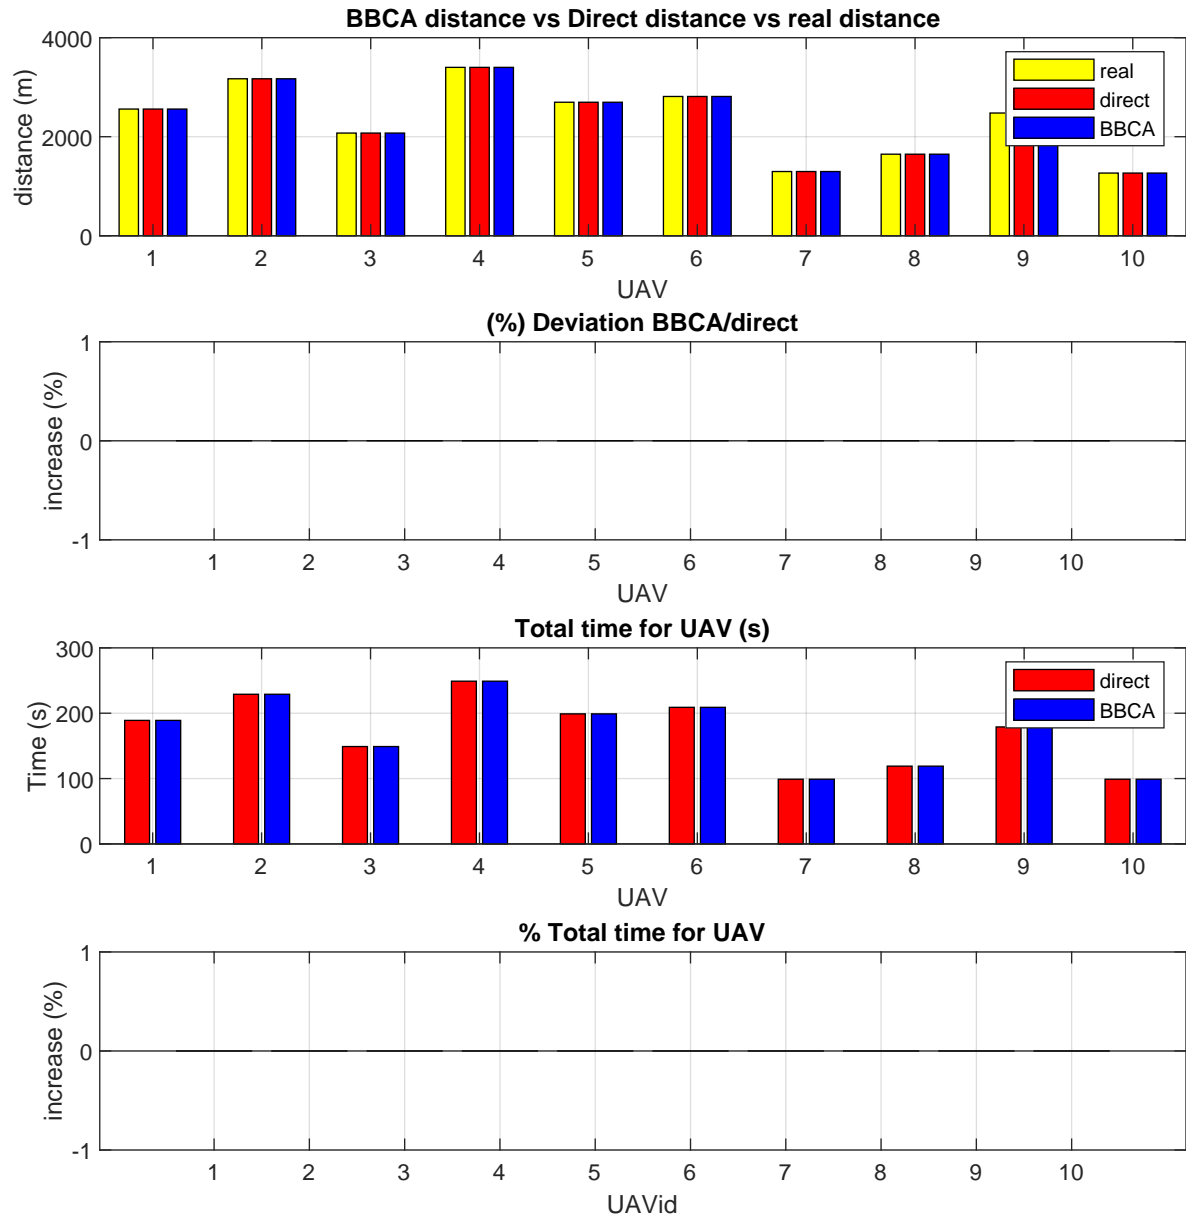 BBCA distance vs Direct distance vs real distance
distance (m)
4000
2000
0
real
direct
BBCA
1 2 3 4 5 6 7 8 9 10
UAV
(%) Deviation BBCA/direct
increase (%)
1
0
-1
1 2 3 4 5 6 7 8 9 10
UAV
Total time for UAV (s)
Time (s)
300
200
100
0
direct
BBCA
1 2 3 4 5 6 7 8 9 10
UAV
% Total time for UAV
increase (%)
1
0
-1
1 2 3 4 5 6 7 8 9 10
UAVid